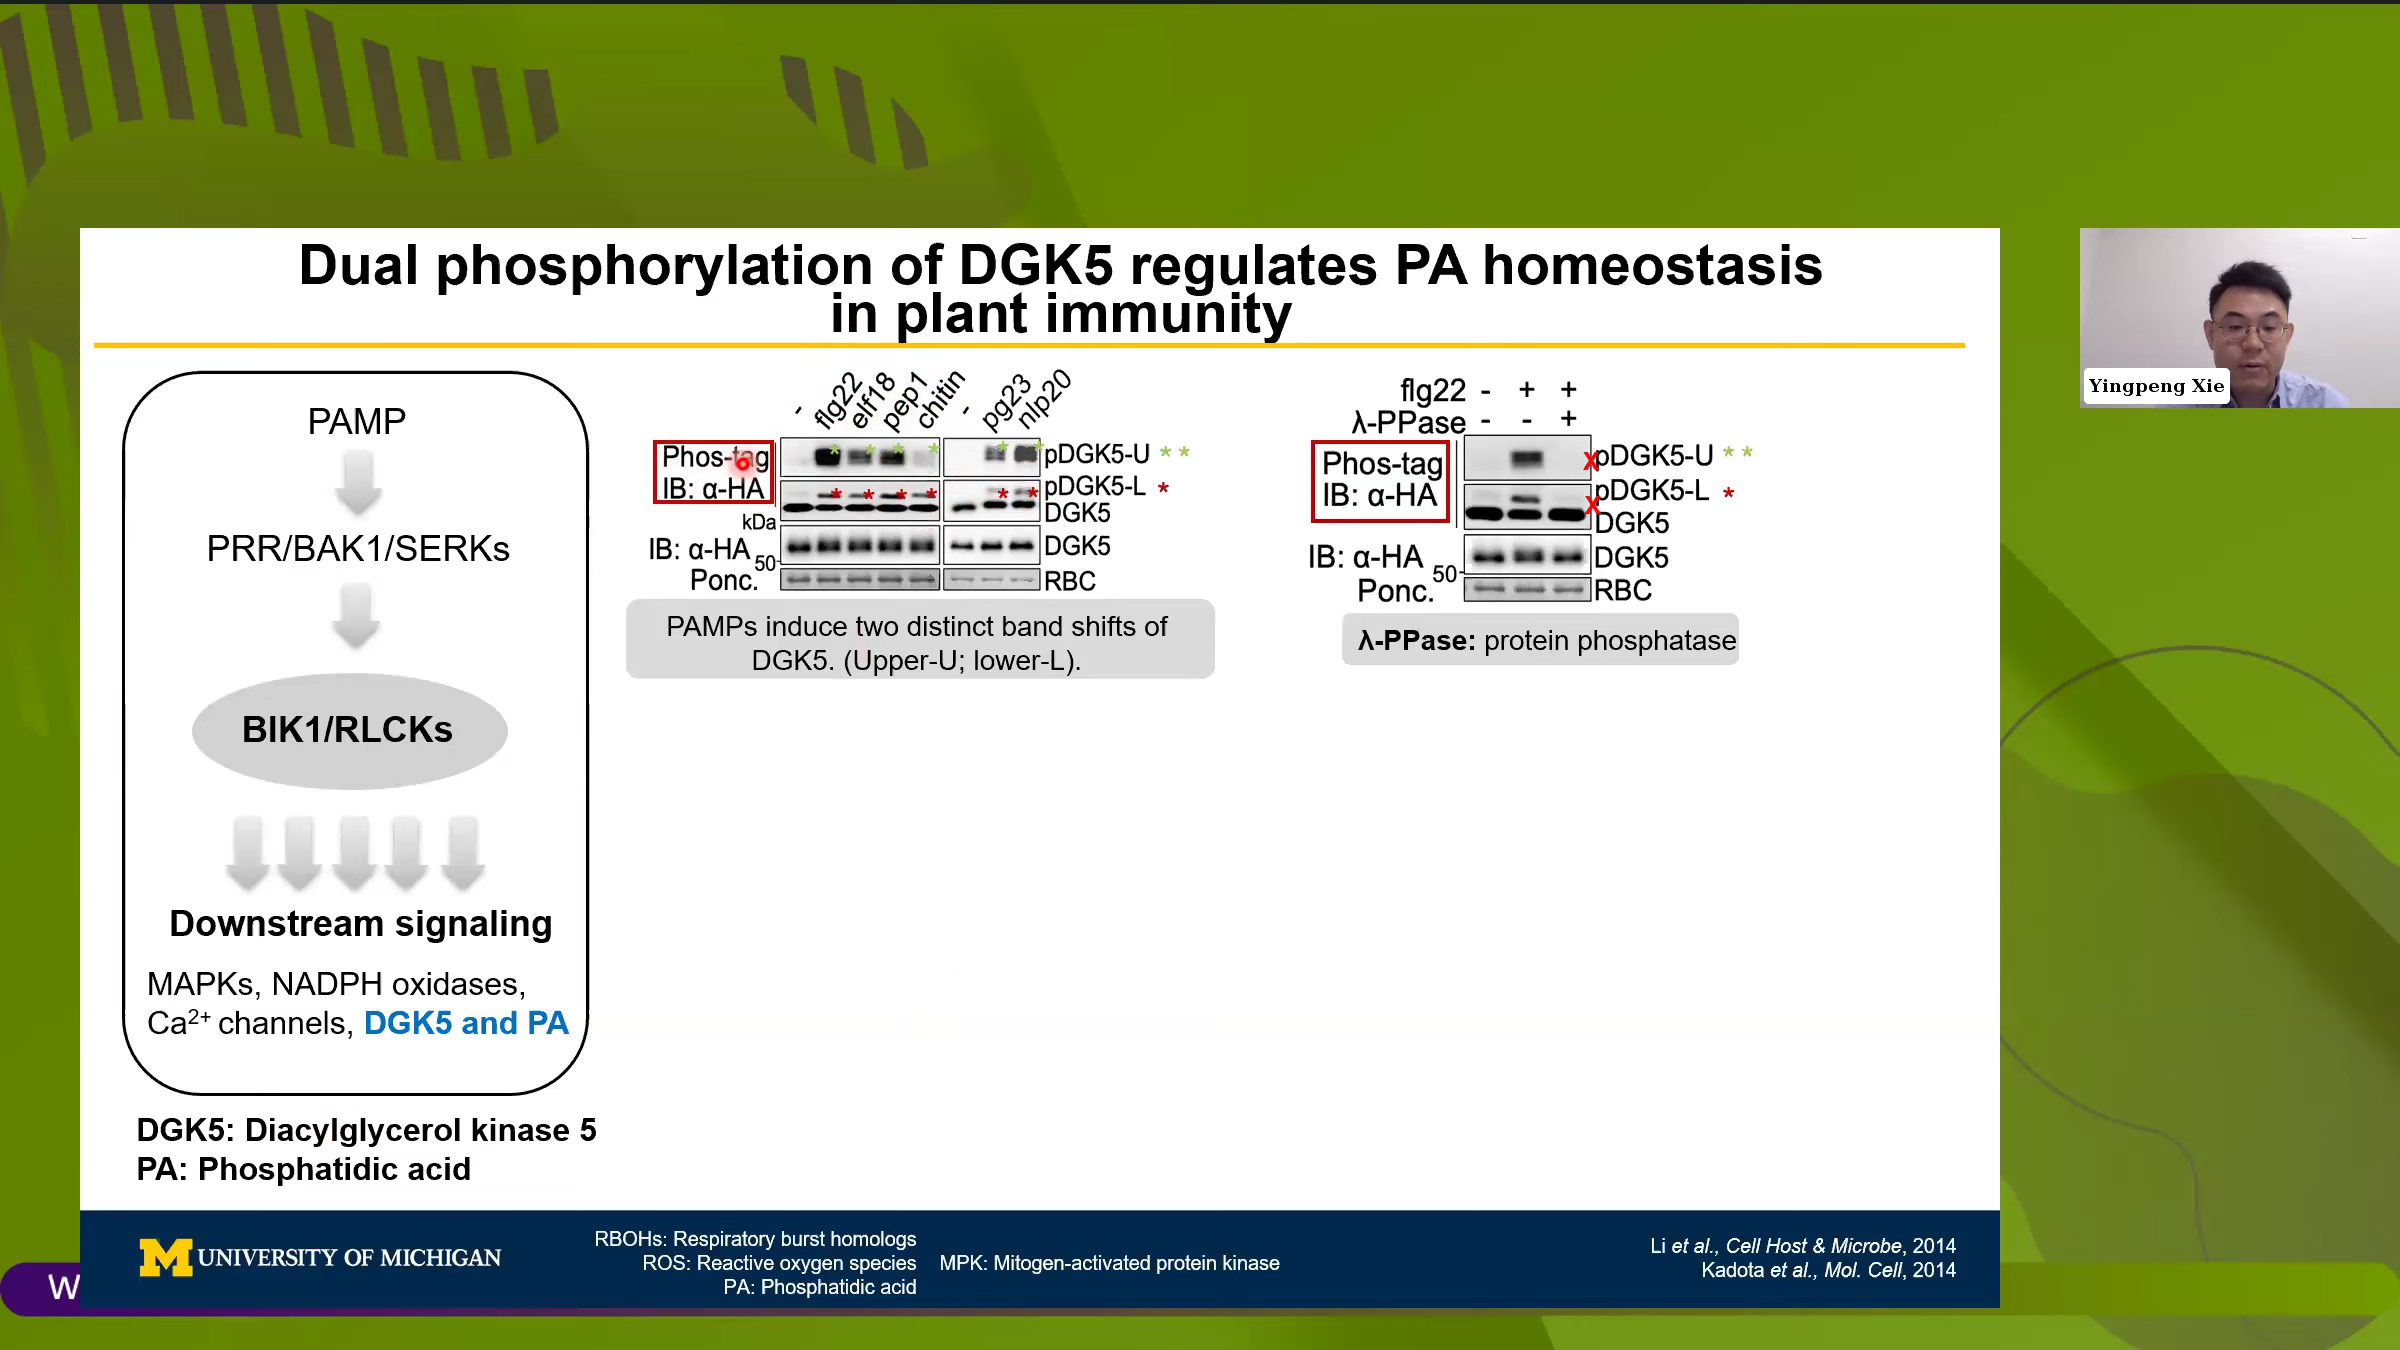 Dual phosphorylation of DGK5 regulates PA homeostasis
in plant immunity
PAMP
PRR/BAK1/SERKs
BIK1/RLCKs
Downstream signaling
MAPKs, NADPH oxidases,
Ca²⁺ channels, DGK5 and PA
DGK5: Diacylglycerol kinase 5
PA: Phosphatidic acid
- flg22 elf18 pep1 chitin - pg23 nlp20
Phos-tag
IB: α-HA
pDGK5-U **
pDGK5-L *
DGK5
kDa
IB: α-HA
50-
DGK5
Ponc.
RBC
PAMPs induce two distinct band shifts of
DGK5. (Upper-U; lower-L).
flg22 - + +
λ-PPase - - +
Phos-tag
IB: α-HA
x pDGK5-U **
x pDGK5-L *
DGK5
IB: α-HA
50-
DGK5
Ponc.
RBC
λ-PPase: protein phosphatase
Yingpeng Xie
W
M UNIVERSITY OF MICHIGAN
RBOHs: Respiratory burst homologs
ROS: Reactive oxygen species
PA: Phosphatidic acid
MPK: Mitogen-activated protein kinase
Li et al., Cell Host & Microbe, 2014
Kadota et al., Mol. Cell, 2014